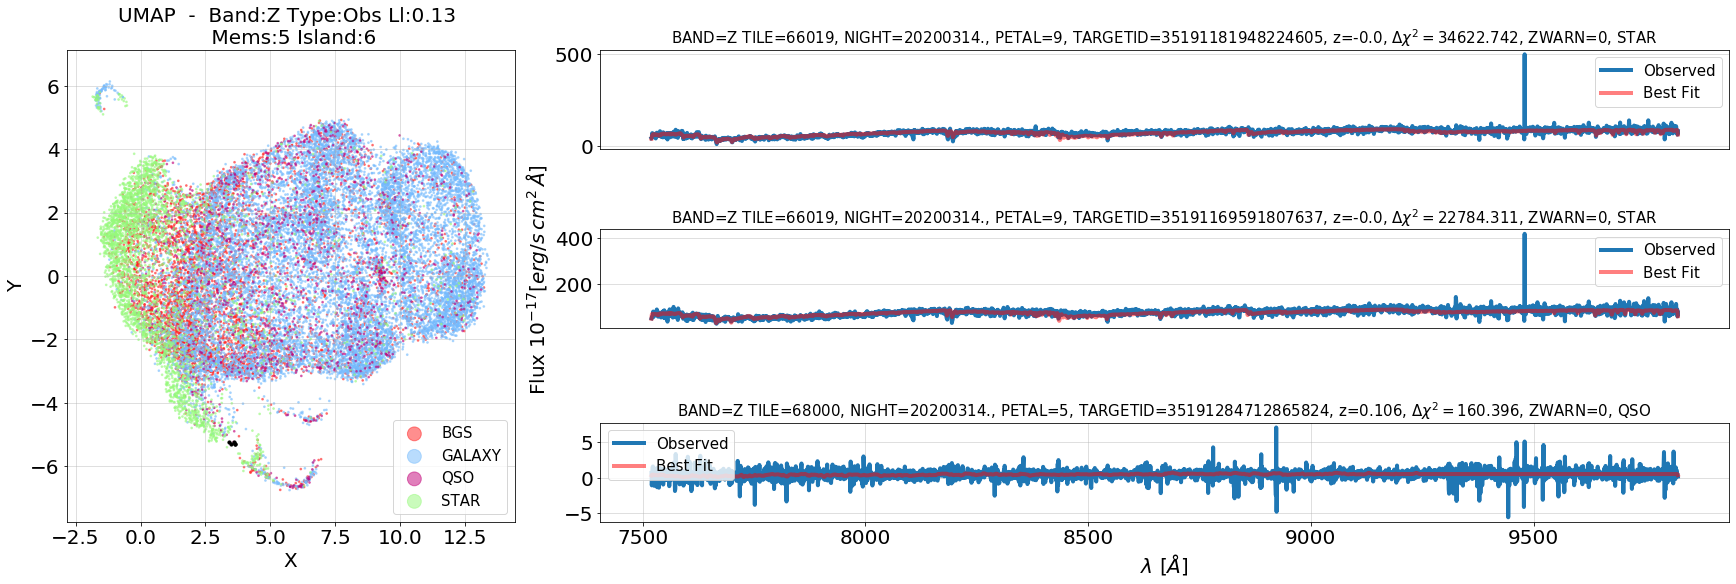 UMAP  -  Band:Z Type:Obs Ll:0.13
Mems:5 Island:6
6
4
2
0
−2
−4
−6
Y
−2.5 0.0 2.5 5.0 7.5 10.0 12.5
X
BGS
GALAXY
QSO
STAR
Flux 10⁻¹⁷[erg/s cm² Å]
BAND=Z TILE=66019, NIGHT=20200314., PETAL=9, TARGETID=35191181948224605, z=-0.0, Δχ² = 34622.742, ZWARN=0, STAR
500
0
Observed
Best Fit
BAND=Z TILE=66019, NIGHT=20200314., PETAL=9, TARGETID=35191169591807637, z=-0.0, Δχ² = 22784.311, ZWARN=0, STAR
400
200
Observed
Best Fit
BAND=Z TILE=68000, NIGHT=20200314., PETAL=5, TARGETID=35191284712865824, z=0.106, Δχ² = 160.396, ZWARN=0, QSO
5
0
−5
Observed
Best Fit
7500 8000 8500 9000 9500
λ [Å]